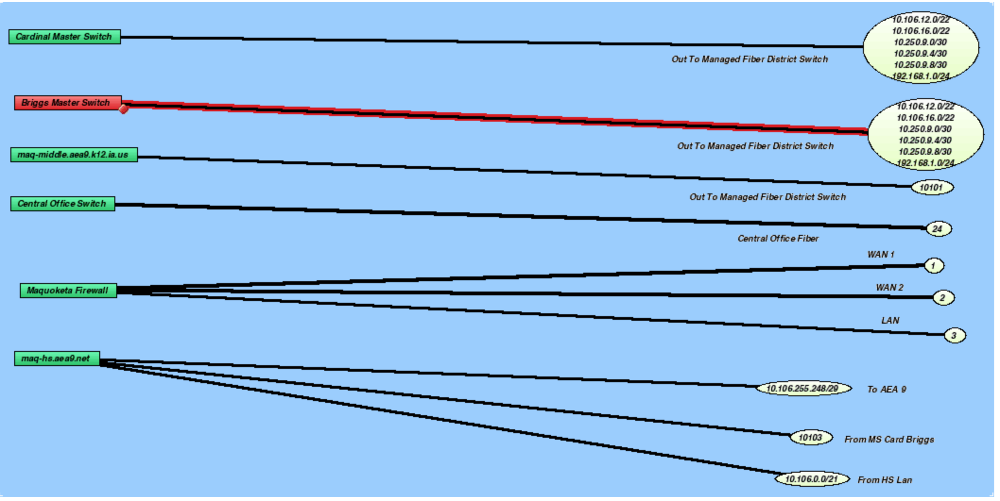 10.106.12.0/22
Cardinal Master Switch
10.106.16.0/22
10.250.9.0/30
10.250.9.4/30
Out To Managed Fiber District Switch
10.250.9.8/30
192.168.1.0/24
Briggs Master Switch
10.106.12.0/22
10.106.16.0/22
10.250.9.0/30
10.250.9.4/30
Out To Managed Fiber District Switch
10.250.9.8/30
maq-middle.aea9.k12.ia.us
192.168.1.0/24
10101
Out To Managed Fiber District Switch
Central Office Switch
24
Central Office Fiber
WAN 1
1
Maquoketa Firewall
WAN 2
2
LAN
3
maq-hs.aea9.net
10.106.255.248/29
To AEA 9
10103
From MS Card Briggs
10.106.0.0/21
From HS Lan